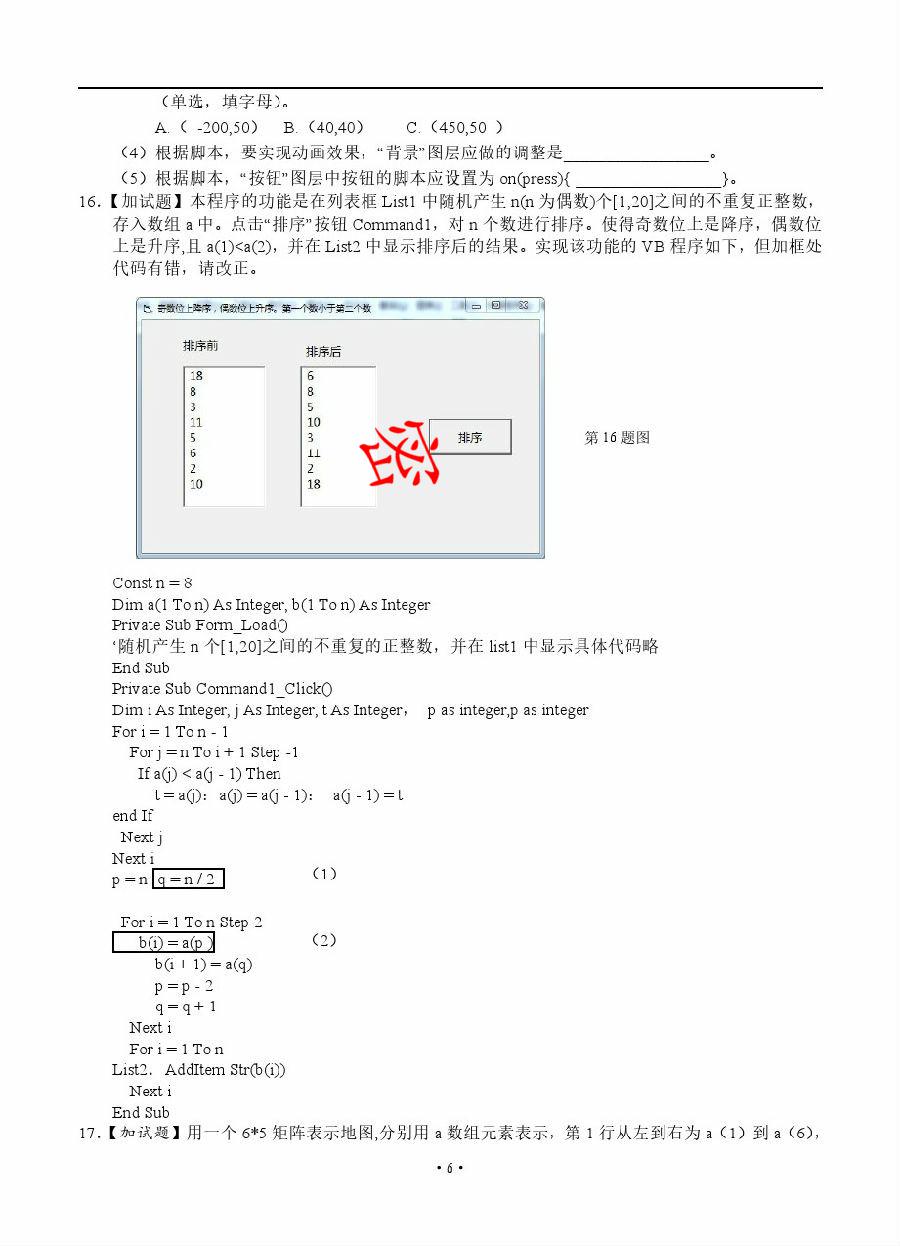 （单选，填字母）。
A.（ -200,50） B.（40,40） C.（450,50 ）
（4）根据脚本，要实现动画效果，“背景”图层应做的调整是__________________。
（5）根据脚本，“按钮”图层中按钮的脚本应设置为 on(press){ __________________}。
16.【加试题】本程序的功能是在列表框 List1 中随机产生 n(n 为偶数)个[1,20]之间的不重复正整数，
存入数组 a 中。点击“排序”按钮 Command1，对 n 个数进行排序。使得奇数位上是降序，偶数位
上是升序,且 a(1)<a(2)，并在 List2 中显示排序后的结果。实现该功能的 VB 程序如下，但加框处
代码有错，请改正。
奇数位上降序，偶数位上升序。第一个数小于第二个数
排序前 排序后
18 6
8 8
3 5
11 10
5 3
6 11
2 2
10 18
排序
密
第 16 题图
Const n = 8
Dim a(1 To n) As Integer, b(1 To n) As Integer
Private Sub Form_Load()
‘随机产生 n 个[1,20]之间的不重复的正整数，并在 list1 中显示具体代码略
End Sub
Private Sub Command1_Click()
Dim i As Integer, j As Integer, t As Integer， p as integer,p as integer
For i = 1 To n - 1
For j = n To i + 1 Step -1
If a(j) < a(j - 1) Then
t = a(j)： a(j) = a(j - 1)： a(j - 1) = t
end If
Next j
Next i
p = n q = n / 2 （1）
For i = 1 To n Step 2
b(i) = a(p ) （2）
b(i + 1) = a(q)
p = p - 2
q = q + 1
Next i
For i = 1 To n
List2．AddItem Str(b(i))
Next i
End Sub
17.【加试题】用一个 6*5 矩阵表示地图,分别用 a 数组元素表示，第 1 行从左到右为 a（1）到 a（6），
· 6 ·